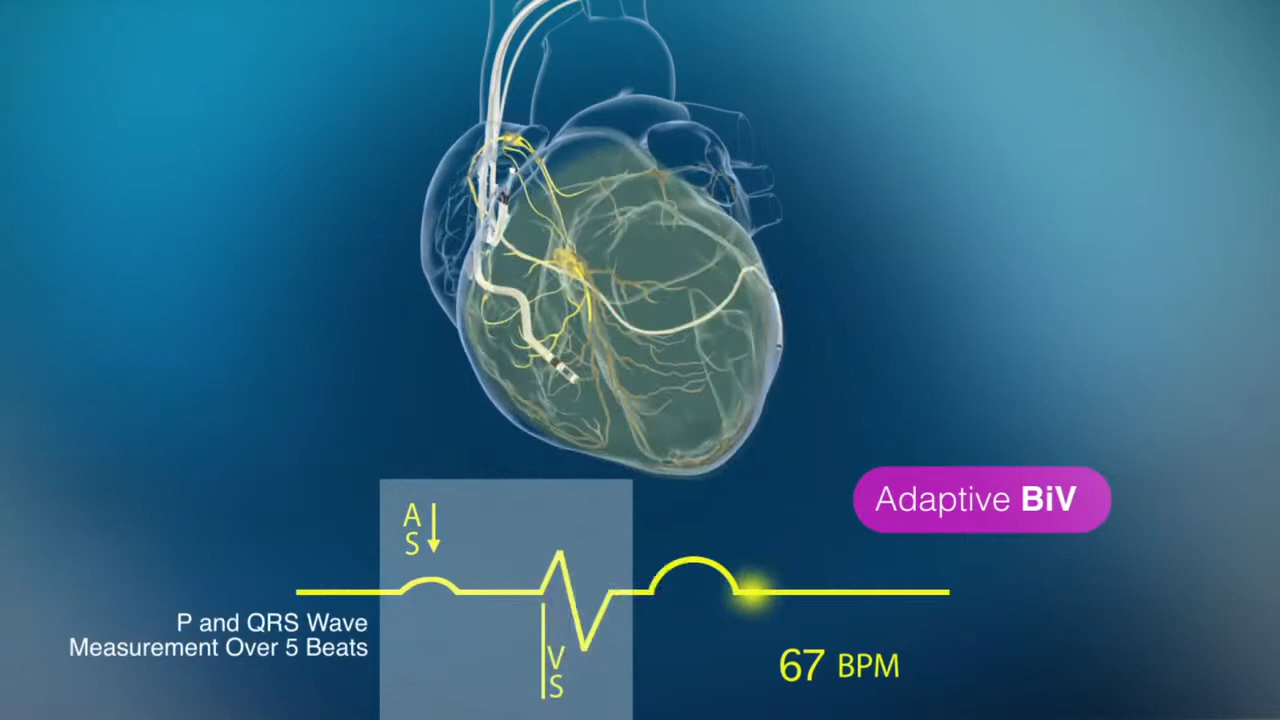 Adaptive BiV
A
S
P and QRS Wave
Measurement Over 5 Beats
V
S
67 BPM